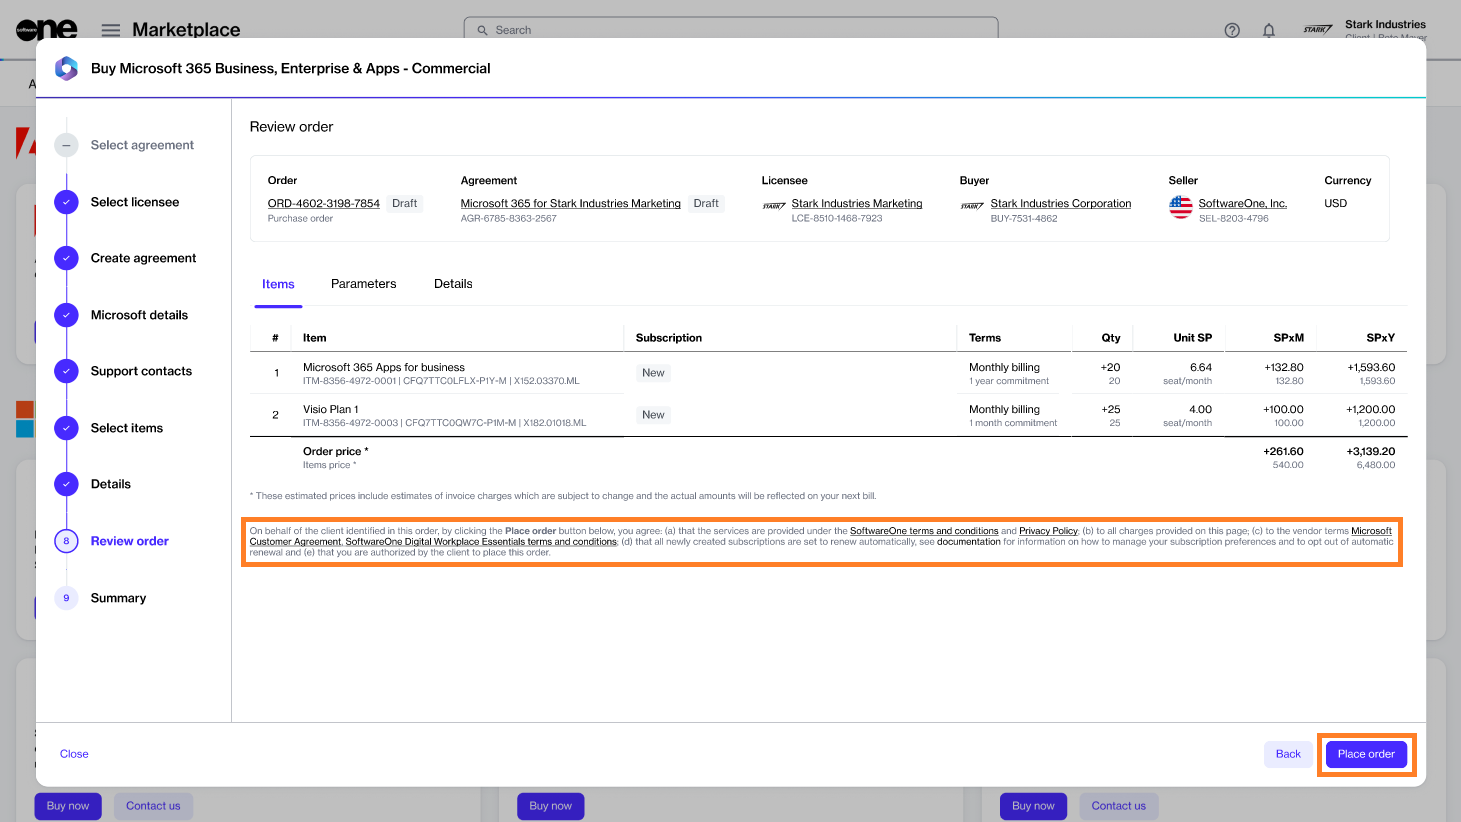 software one
Marketplace
Search
Stark Industries
STARK
A
Buy Microsoft 365 Business, Enterprise & Apps - Commercial
Select agreement
Select licensee
Create agreement
Microsoft details
Support contacts
Select items
Details
8 Review order
9 Summary
Review order
Order Agreement Licensee Buyer Seller Currency
ORD-4602-3198-7854 Draft Microsoft 365 for Stark Industries Marketing Draft STARK Stark Industries Marketing STARK Stark Industries Corporation SoftwareOne, Inc. USD
Purchase order AGR-6785-8363-2567 LCE-8510-1468-7923 BUY-7531-4862 SEL-8203-4796
Items Parameters Details
# Item Subscription Terms Qty Unit SP SPxM SPxY
1 Microsoft 365 Apps for business New Monthly billing +20 6.64 +132.80 +1,593.60
ITM-8356-4972-0001 | CFQ7TTC0LFLX-P1Y-M | X152.03370.ML 1 year commitment 20 seat/month 132.80 1,593.60
2 Visio Plan 1 New Monthly billing +25 4.00 +100.00 +1,200.00
ITM-8356-4972-0003 | CFQ7TTC0QW7C-P1M-M | X182.01018.ML 1 month commitment 25 seat/month 100.00 1,200.00
Order price * +261.60 +3,139.20
Items price * 540.00 6,480.00
* These estimated prices include estimates of invoice charges which are subject to change and the actual amounts will be reflected on your next bill.
On behalf of the client identified in this order, by clicking the Place order button below, you agree: (a) that the services are provided under the SoftwareOne terms and conditions and Privacy Policy; (b) to all charges provided on this page; (c) to the vendor terms Microsoft
Customer Agreement, SoftwareOne Digital Workplace Essentials terms and conditions; (d) that all newly created subscriptions are set to renew automatically, see documentation for information on how to manage your subscription preferences and to opt out of automatic
renewal and (e) that you are authorized by the client to place this order.
Close Back Place order
Buy now Contact us Buy now Buy now Contact us